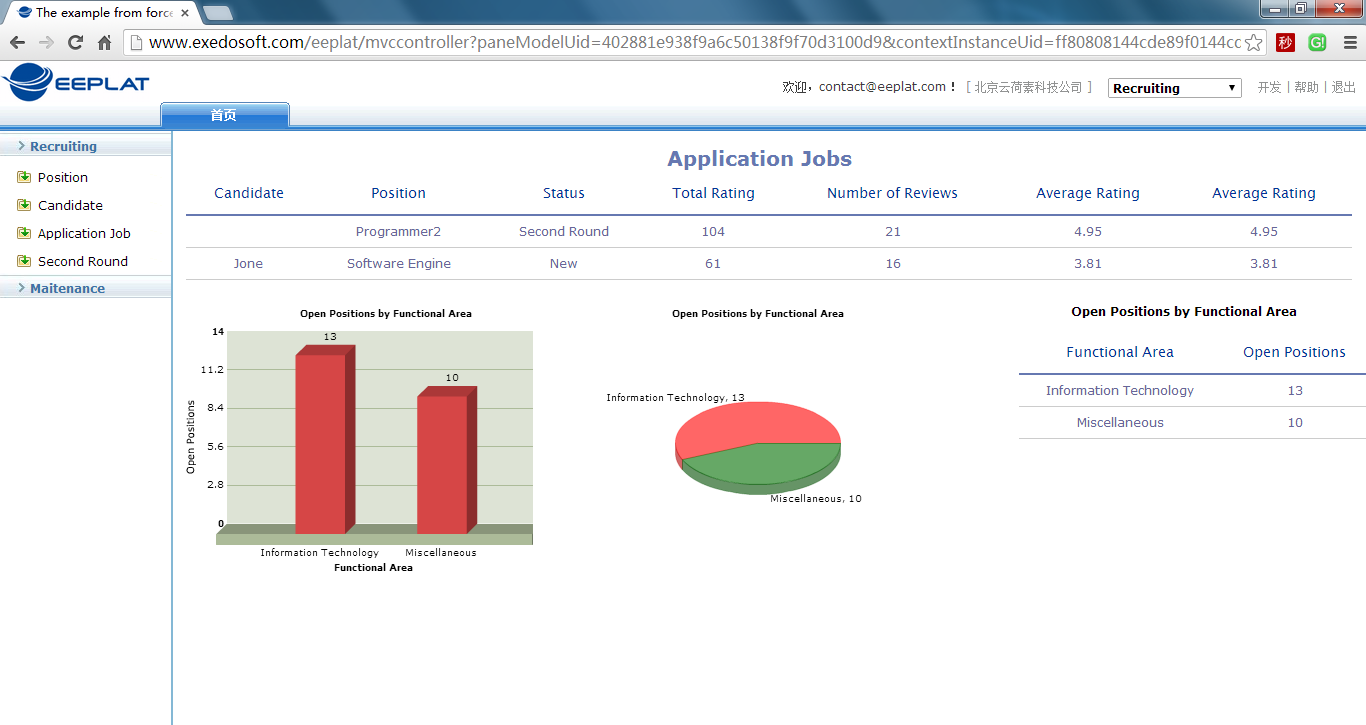 The example from force
www.exedosoft.com/eeplat/mvccontroller?paneModelUid=402881e938f9a6c50138f9f70d3100d9&contextInstanceUid=ff80808144cde89f0144cc
秒
G!
EEPLAT
欢迎，contact@eeplat.com！ [ 北京云荷素科技公司 ] Recruiting 开发 | 帮助 | 退出
首页
Recruiting
Position
Candidate
Application Job
Second Round
Maitenance
Application Jobs
Candidate Position Status Total Rating Number of Reviews Average Rating Average Rating
Programmer2 Second Round 104 21 4.95 4.95
Jone Software Engine New 61 16 3.81 3.81
Open Positions by Functional Area
14
13
11.2
10
8.4
5.6
2.8
0
Open Positions
Information Technology Miscellaneous
Functional Area
Open Positions by Functional Area
Information Technology, 13
Miscellaneous, 10
Open Positions by Functional Area
Functional Area Open Positions
Information Technology 13
Miscellaneous 10